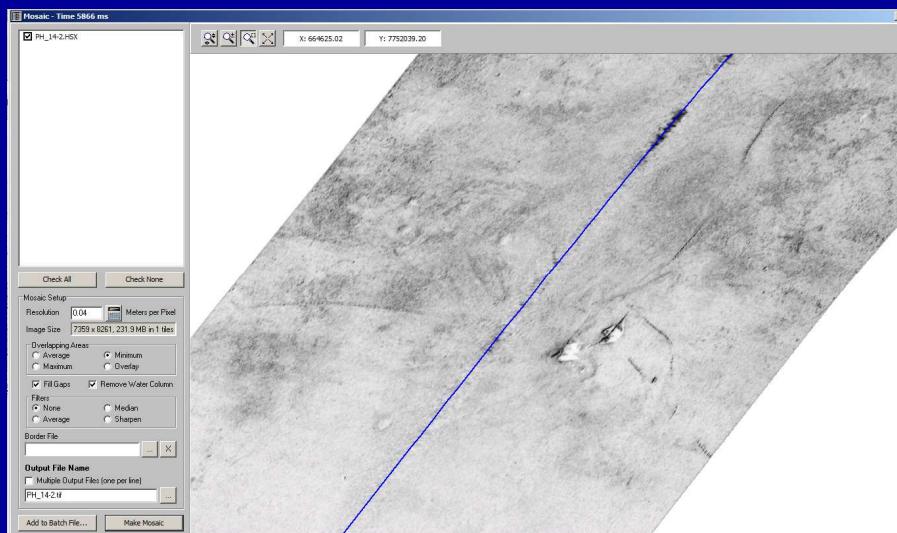 Mosaic - Time 5866 ms
PH_14-2.HSX
X: 664625.02
Y: 7752039.20
Check All
Check None
Mosaic Setup
Resolution 0.04 Meters per Pixel
Image Size 7359 x 8261, 231.9 MB in 1 tiles
Overlapping Areas
Average Minimum
Maximum Overlay
Fill Gaps Remove Water Column
Filters
None Median
Average Sharpen
Border File
... X
Output File Name
Multiple Output Files (one per line)
PH_14-2.tif ...
Add to Batch File... Make Mosaic